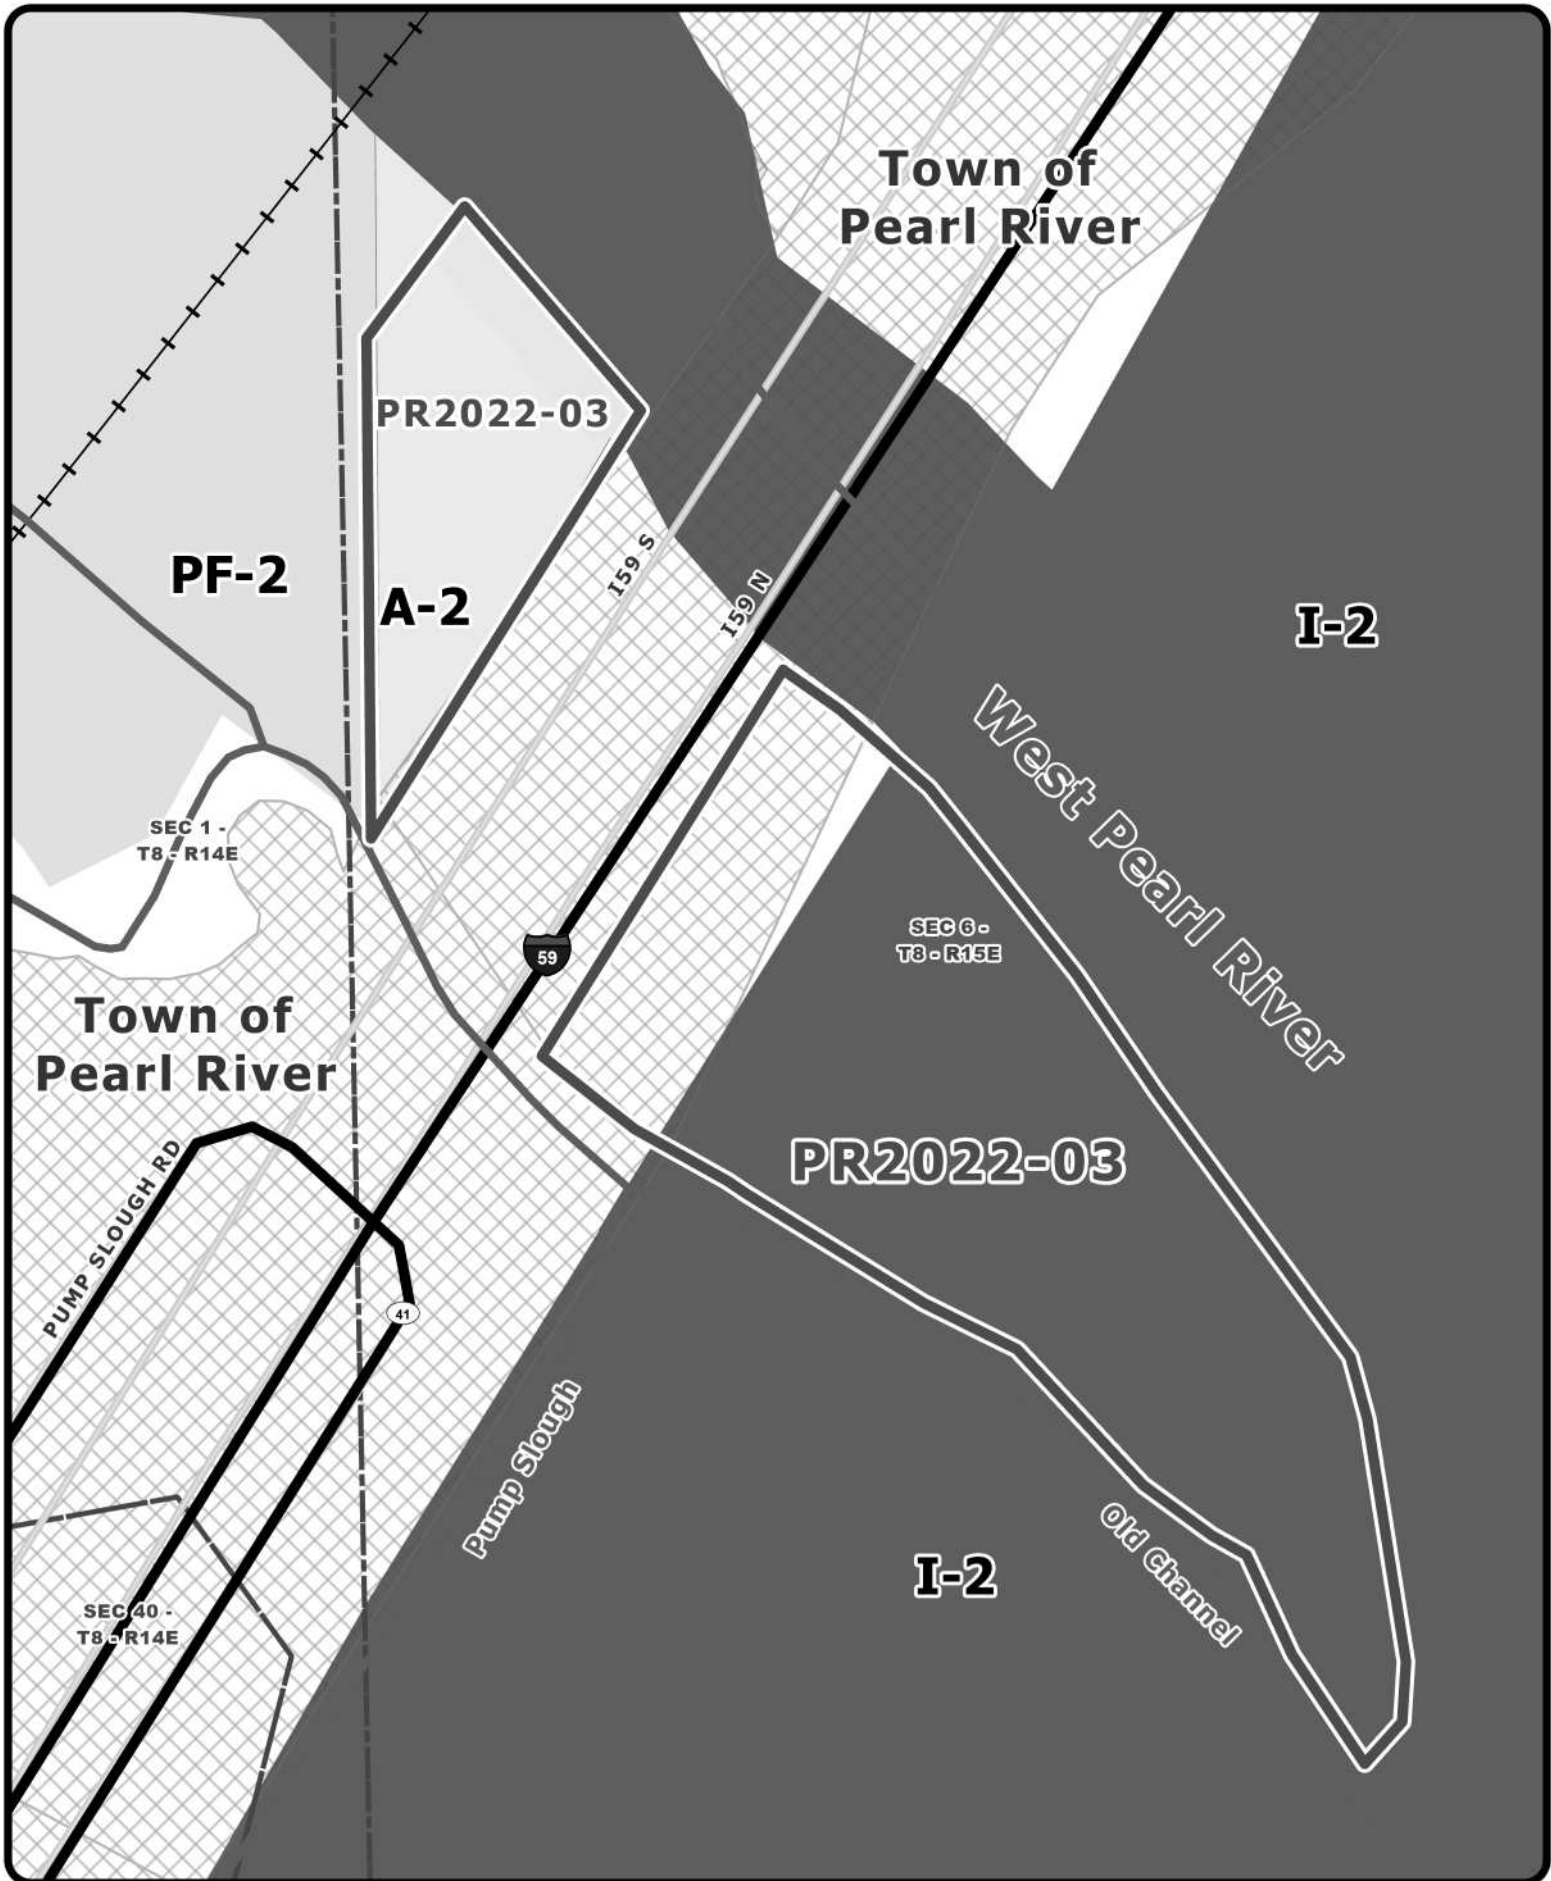 Town of
Pearl River
PR2022-03
I59 S
I59 N
PF-2
A-2
I-2
West Pearl River
SEC 1 -
T8 - R14E
SEC 6 -
T8 - R15E
59
Town of
Pearl River
PR2022-03
PUMP SLOUGH RD
41
Pump Slough
Old Channel
I-2
SEC 40 -
T8 - R14E